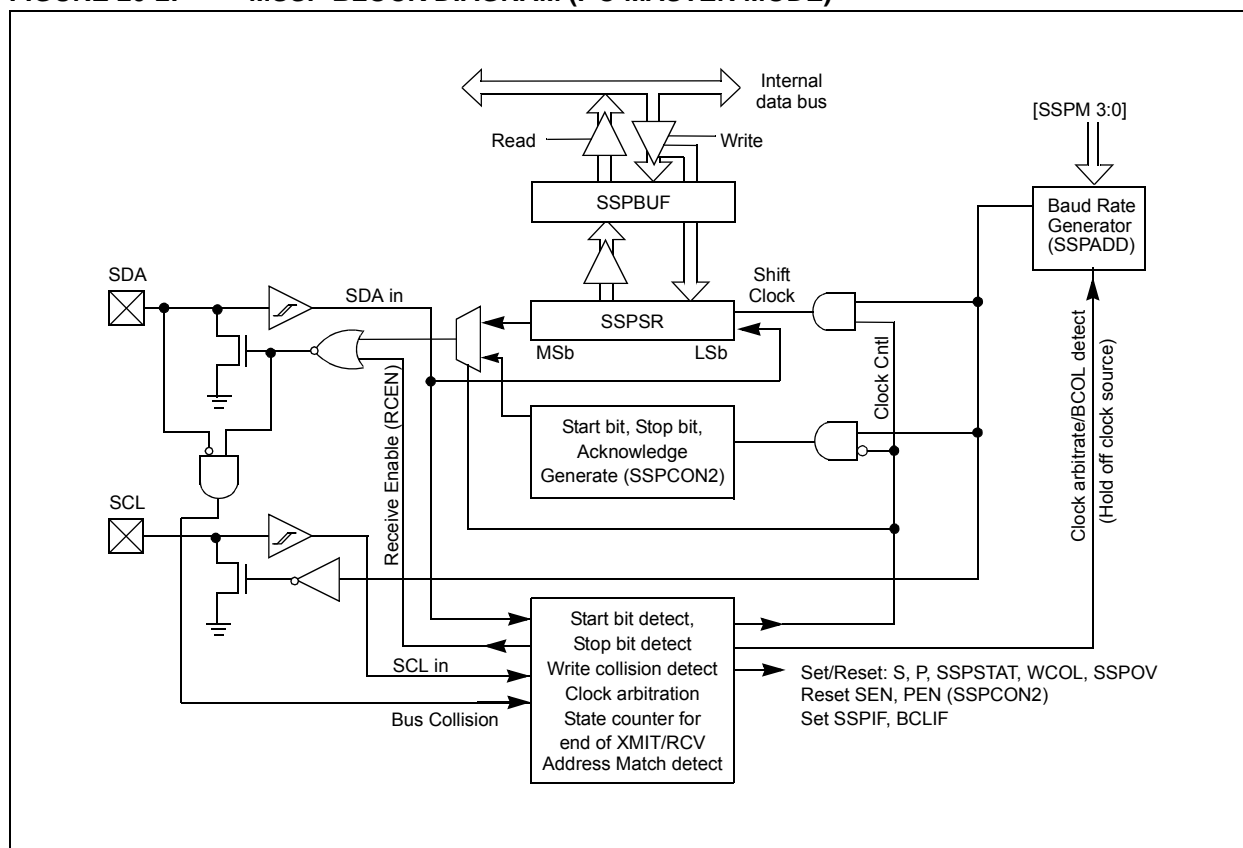 Internal
data bus
[SSPM 3:0]
Read
Write
SSPBUF
Baud Rate
Generator
(SSPADD)
SDA
SDA in
Shift
Clock
SSPSR
MSb
LSb
Clock Cntl
Clock arbitrate/BCOL detect
(Hold off clock source)
Start bit, Stop bit,
Acknowledge
Generate (SSPCON2)
Receive Enable (RCEN)
SCL
SCL in
Bus Collision
Start bit detect,
Stop bit detect
Write collision detect
Clock arbitration
State counter for
end of XMIT/RCV
Address Match detect
Set/Reset: S, P, SSPSTAT, WCOL, SSPOV
Reset SEN, PEN (SSPCON2)
Set SSPIF, BCLIF